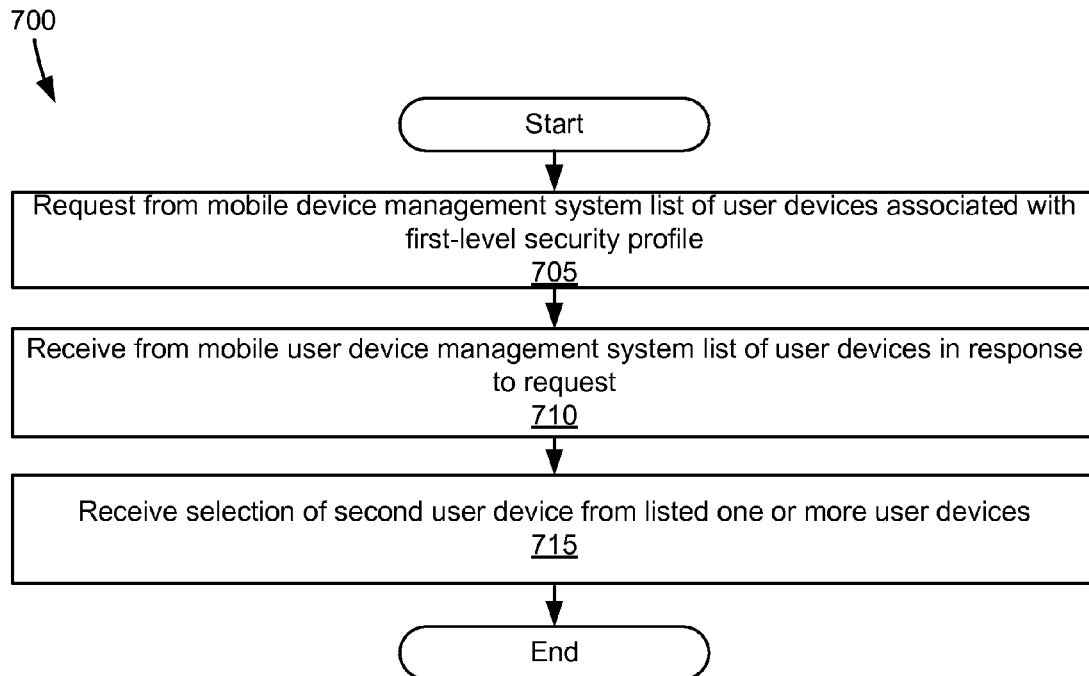 700
Start
Request from mobile device management system list of user devices associated with
first-level security profile
705
Receive from mobile user device management system list of user devices in response
to request
710
Receive selection of second user device from listed one or more user devices
715
End